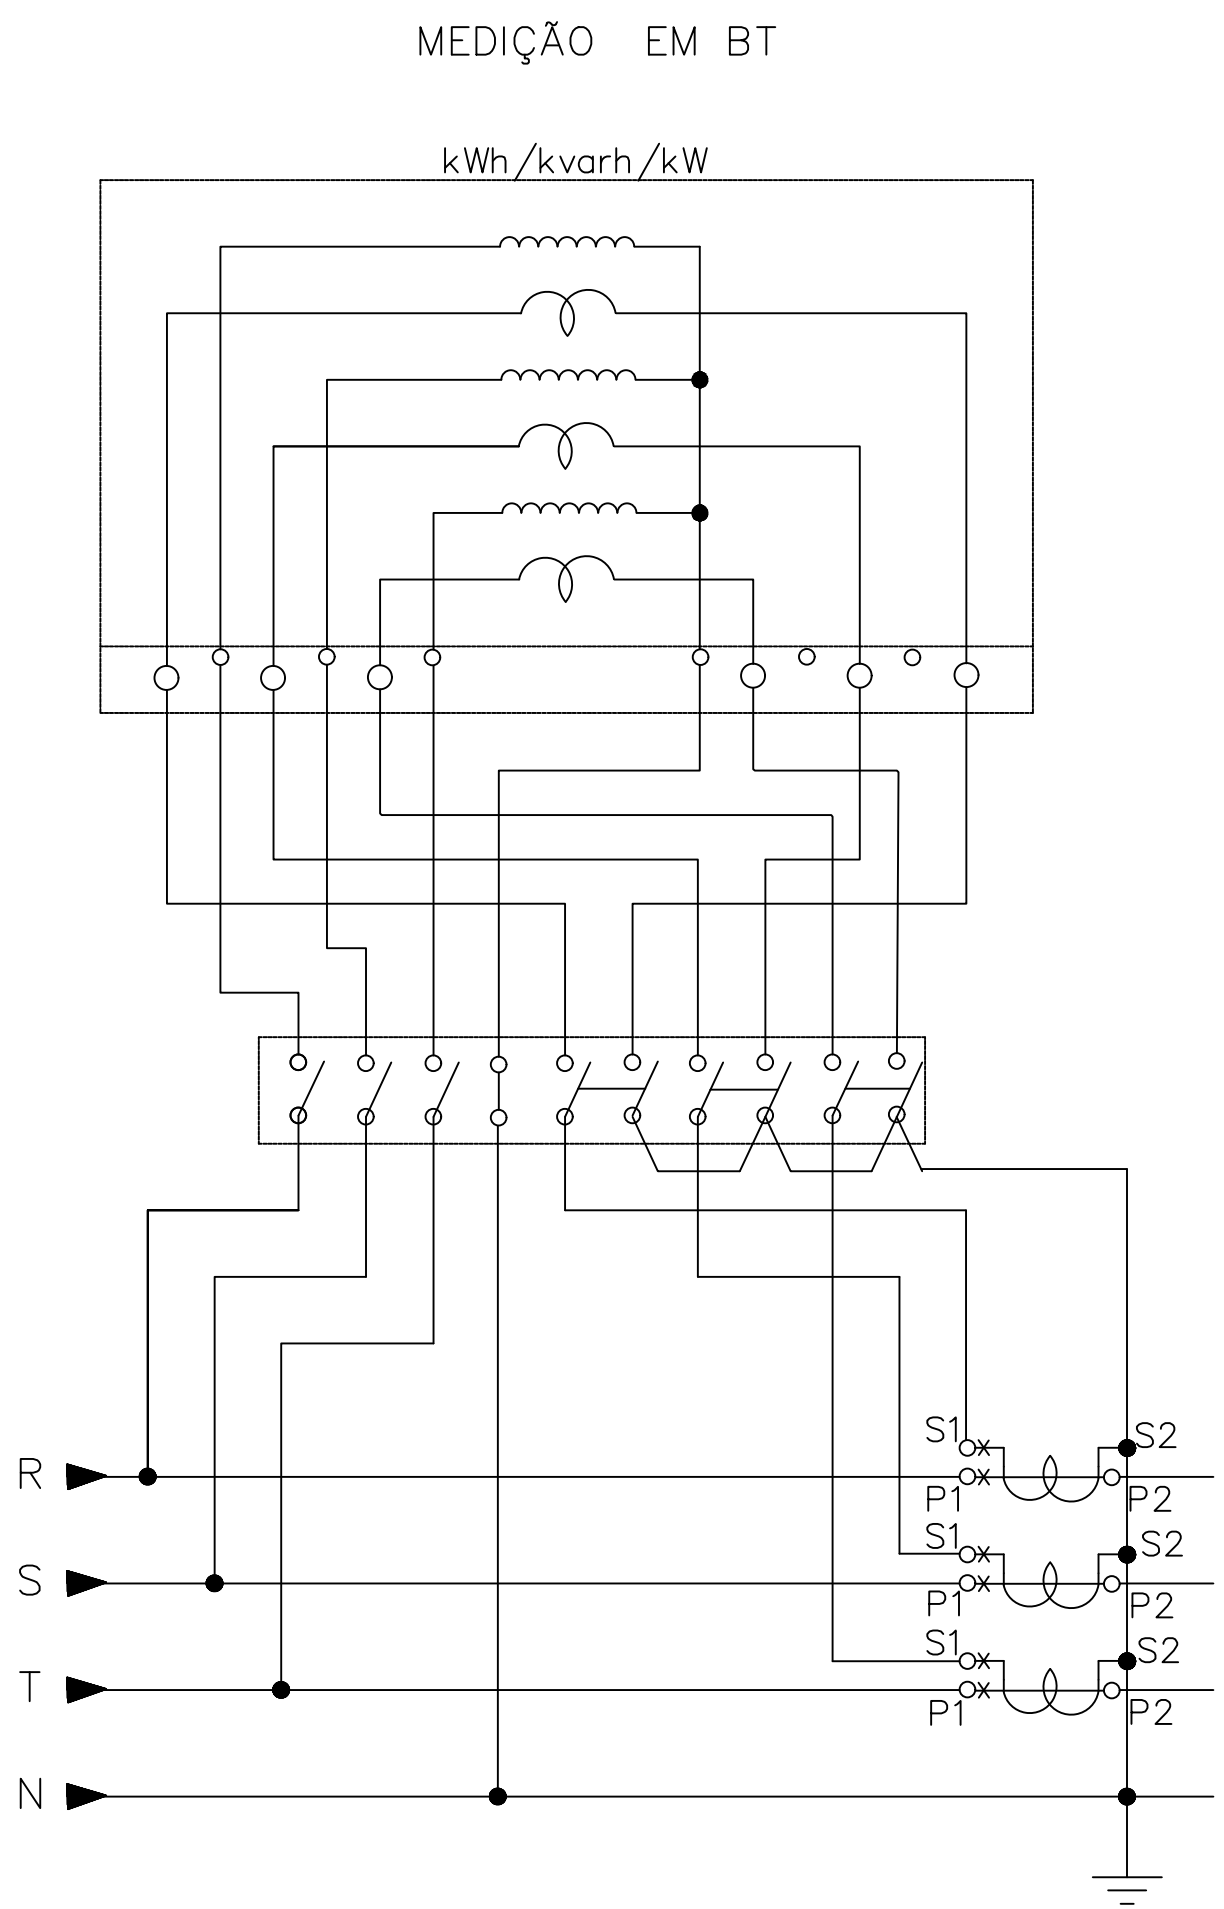 MEDIÇÃO EM BT
kWh/kvarh/kW
S1 S2
R
P1 P2
S1 S2
S
P1 P2
S1 S2
T
P1 P2
N